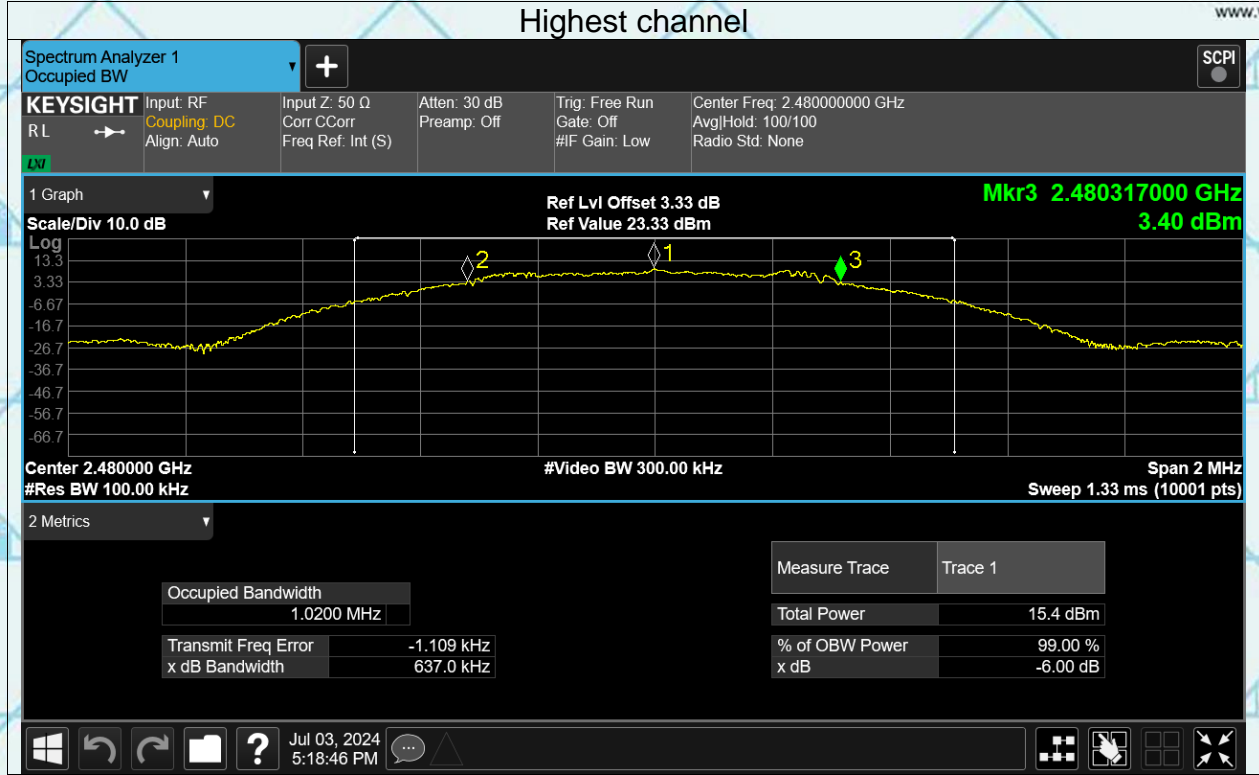 Highest channel
www.
Spectrum Analyzer 1
Occupied BW
+
SCPI
KEYSIGHT
R L
LXI
Input: RF
Coupling: DC
Align: Auto
Input Z: 50 Ω
Corr CCorr
Freq Ref: Int (S)
Atten: 30 dB
Preamp: Off
Trig: Free Run
Gate: Off
#IF Gain: Low
Center Freq: 2.480000000 GHz
Avg|Hold: 100/100
Radio Std: None
1 Graph
Scale/Div 10.0 dB
Ref Lvl Offset 3.33 dB
Ref Value 23.33 dBm
Mkr3 2.480317000 GHz
3.40 dBm
Log
13.3
3.33
-6.67
-16.7
-26.7
-36.7
-46.7
-56.7
-66.7
2
1
3
Center 2.480000 GHz
#Res BW 100.00 kHz
#Video BW 300.00 kHz
Span 2 MHz
Sweep 1.33 ms (10001 pts)
2 Metrics
Occupied Bandwidth
1.0200 MHz
Transmit Freq Error -1.109 kHz
x dB Bandwidth 637.0 kHz
Measure Trace Trace 1
Total Power 15.4 dBm
% of OBW Power 99.00 %
x dB -6.00 dB
?
Jul 03, 2024
5:18:46 PM